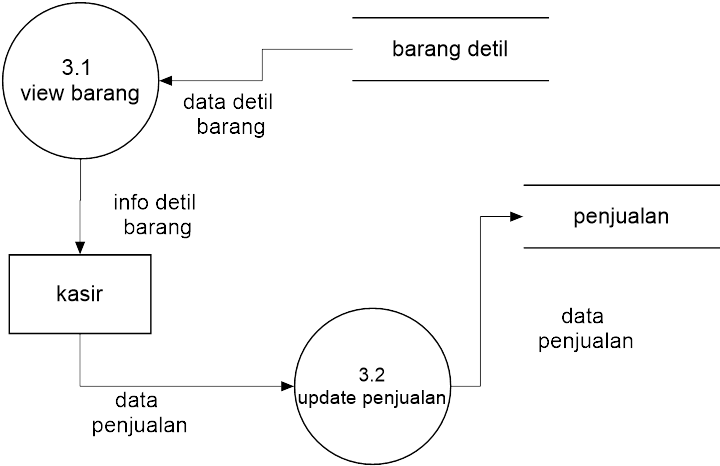 3.1
view barang
barang detil
data detil
barang
info detil
barang
penjualan
kasir
data
penjualan
3.2
update penjualan
data
penjualan